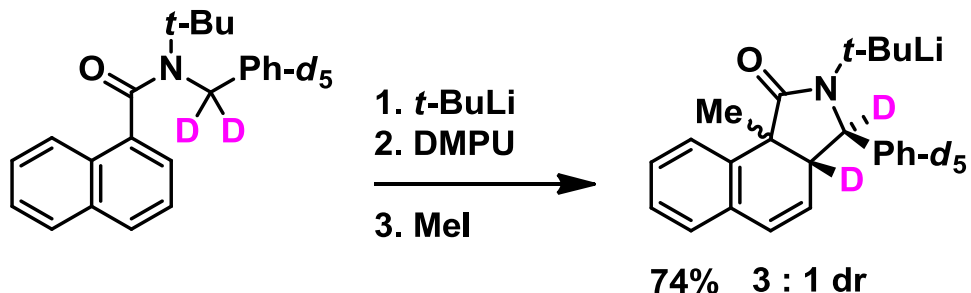 t-Bu
O
N
Ph-d5
D D
1. t-BuLi
2. DMPU
3. MeI
O
t-BuLi
N
Me
D
Ph-d5
D
74% 3 : 1 dr